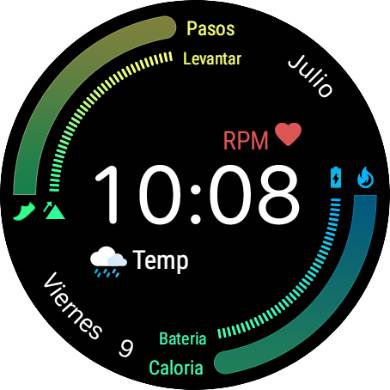 Pasos
Levantar
Julio
RPM
10:08
Temp
Viernes 9
Bateria
Caloria